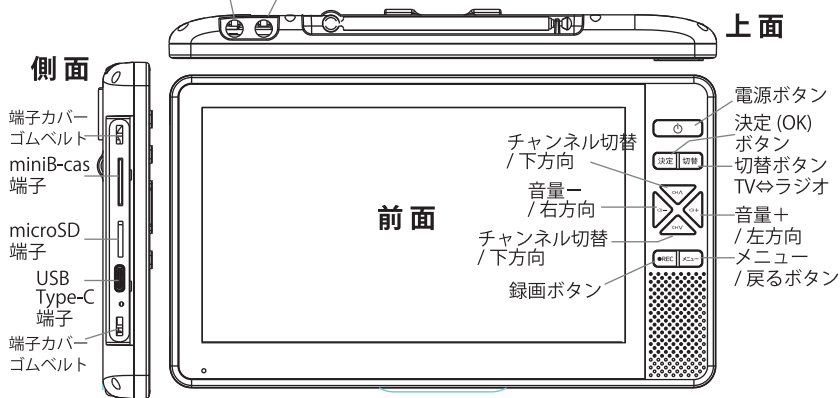 上面
側面
端子カバー
ゴムベルト
miniB-cas
端子
microSD
端子
USB
Type-C
端子
端子カバー
ゴムベルト
前面
チャンネル切替
/ 下方向
音量ー
/ 右方向
チャンネル切替
/ 下方向
録画ボタン
決定
切替
CH∧
CH∨
●REC
メニュー
電源ボタン
決定 (OK)
ボタン
切替ボタン
TV⇔ラジオ
音量＋
/ 左方向
メニュー
/ 戻るボタン